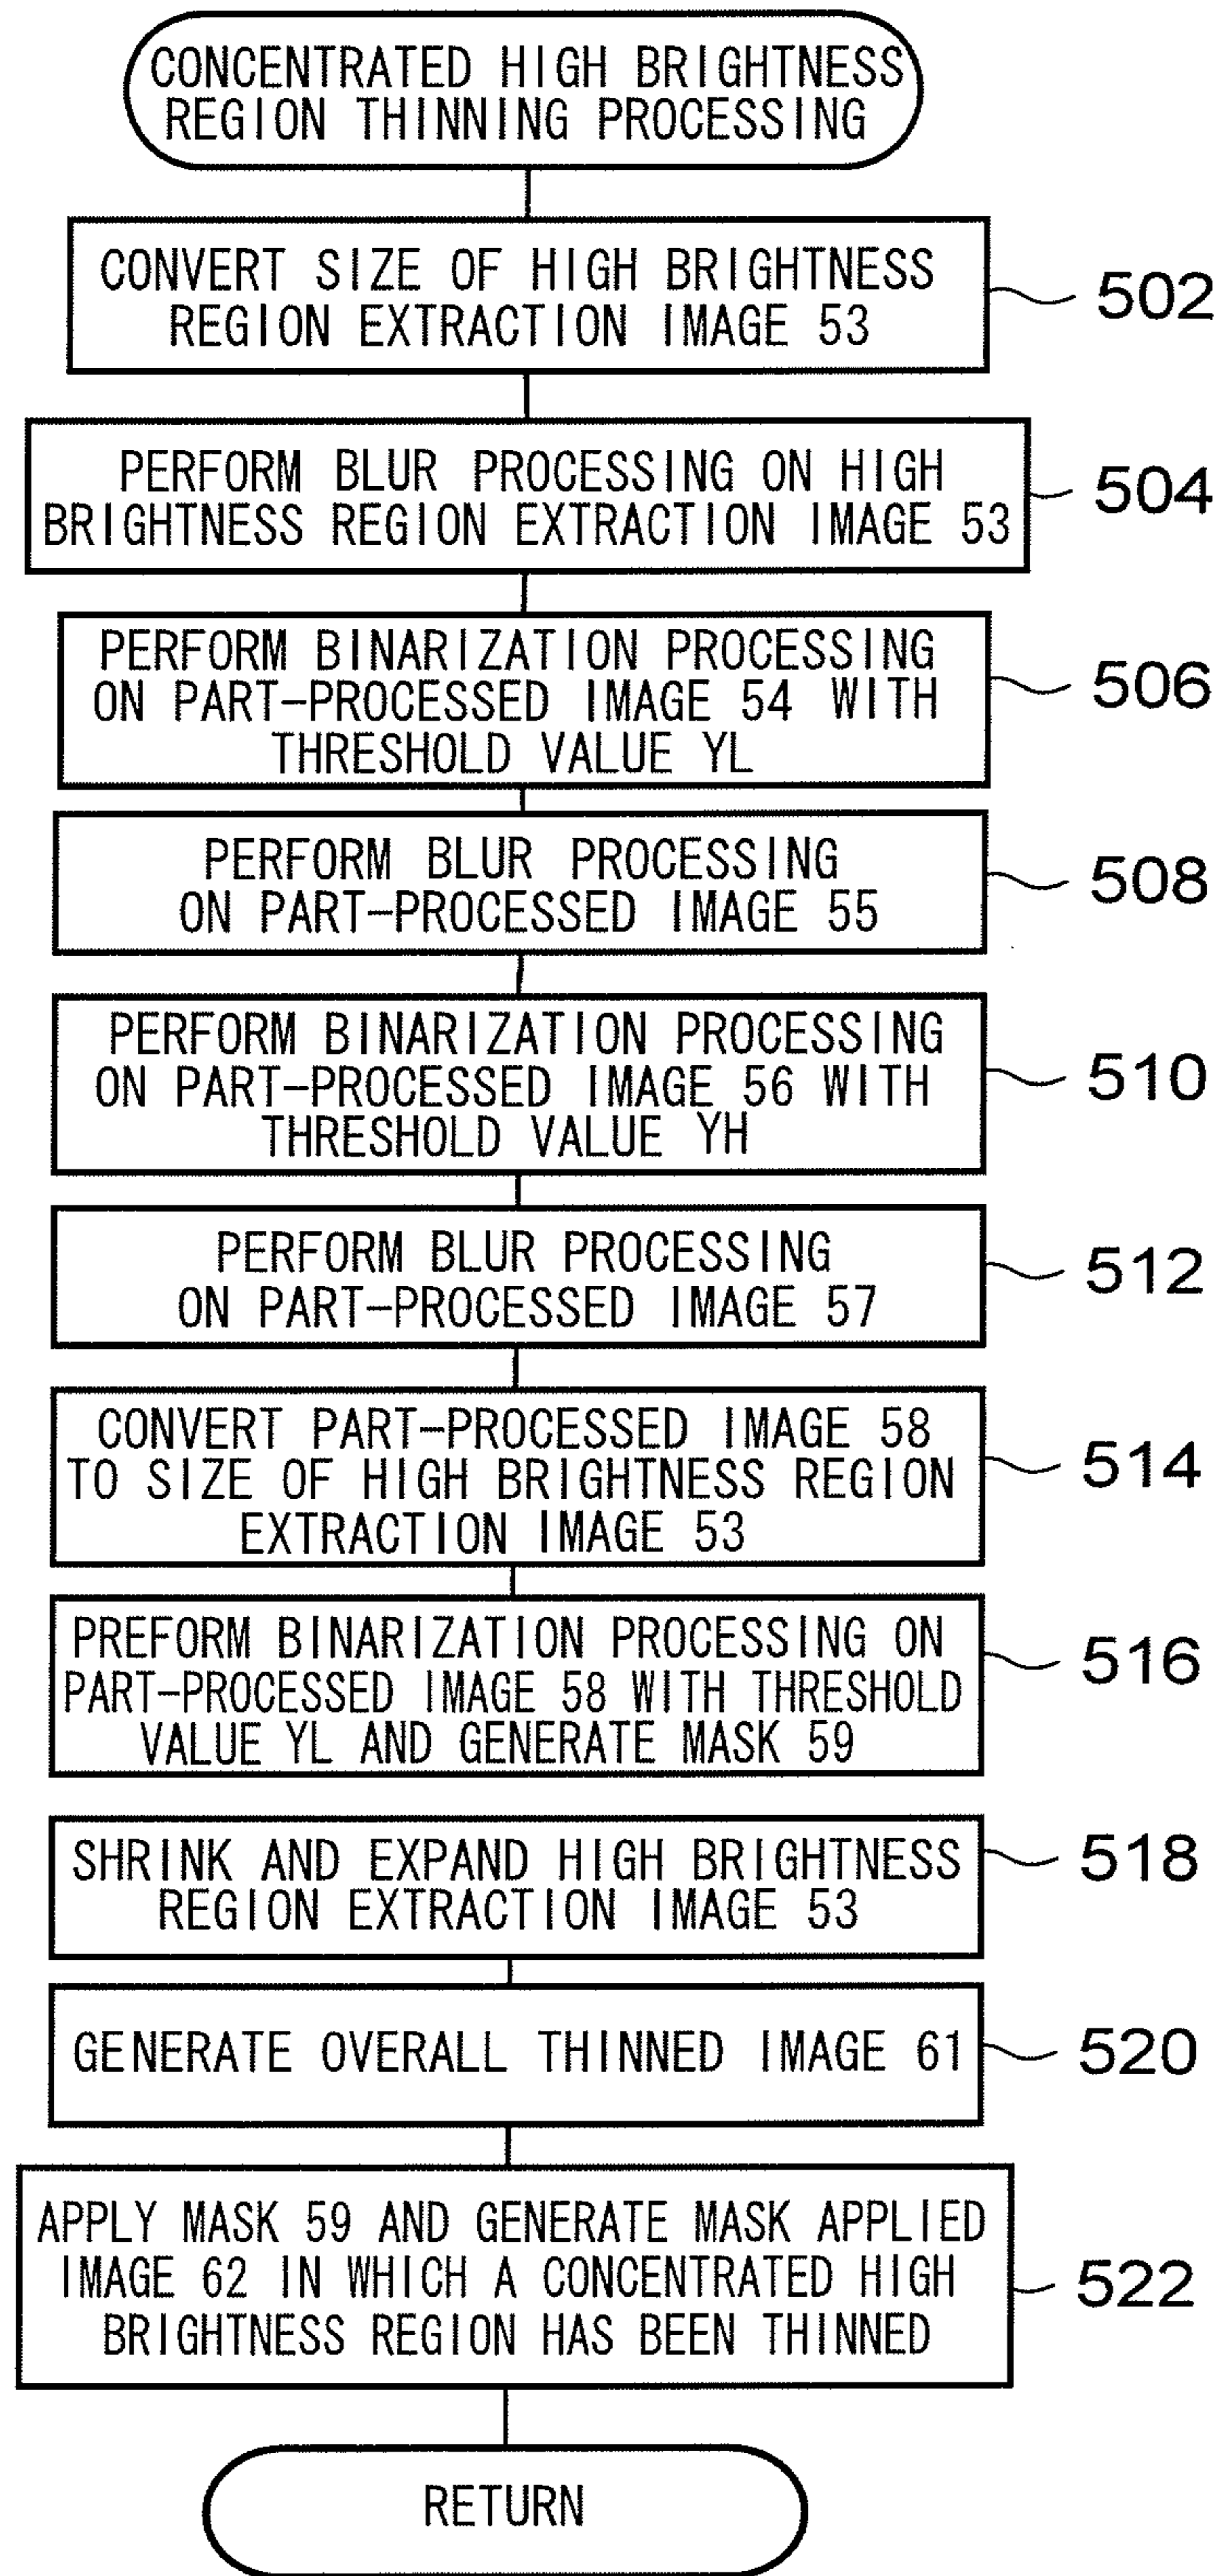 CONCENTRATED HIGH BRIGHTNESS
REGION THINNING PROCESSING
CONVERT SIZE OF HIGH BRIGHTNESS
REGION EXTRACTION IMAGE 53
502
PERFORM BLUR PROCESSING ON HIGH
BRIGHTNESS REGION EXTRACTION IMAGE 53
504
PERFORM BINARIZATION PROCESSING
ON PART-PROCESSED IMAGE 54 WITH
THRESHOLD VALUE YL
506
PERFORM BLUR PROCESSING
ON PART-PROCESSED IMAGE 55
508
PERFORM BINARIZATION PROCESSING
ON PART-PROCESSED IMAGE 56 WITH
THRESHOLD VALUE YH
510
PERFORM BLUR PROCESSING
ON PART-PROCESSED IMAGE 57
512
CONVERT PART-PROCESSED IMAGE 58
TO SIZE OF HIGH BRIGHTNESS REGION
EXTRACTION IMAGE 53
514
PREFORM BINARIZATION PROCESSING ON
PART-PROCESSED IMAGE 58 WITH THRESHOLD
VALUE YL AND GENERATE MASK 59
516
SHRINK AND EXPAND HIGH BRIGHTNESS
REGION EXTRACTION IMAGE 53
518
GENERATE OVERALL THINNED IMAGE 61
520
APPLY MASK 59 AND GENERATE MASK APPLIED
IMAGE 62 IN WHICH A CONCENTRATED HIGH
BRIGHTNESS REGION HAS BEEN THINNED
522
RETURN